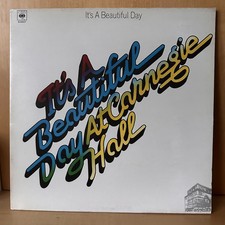 It's A Beautiful Day
It's A
Beautiful
Day At Carnegie
Hall